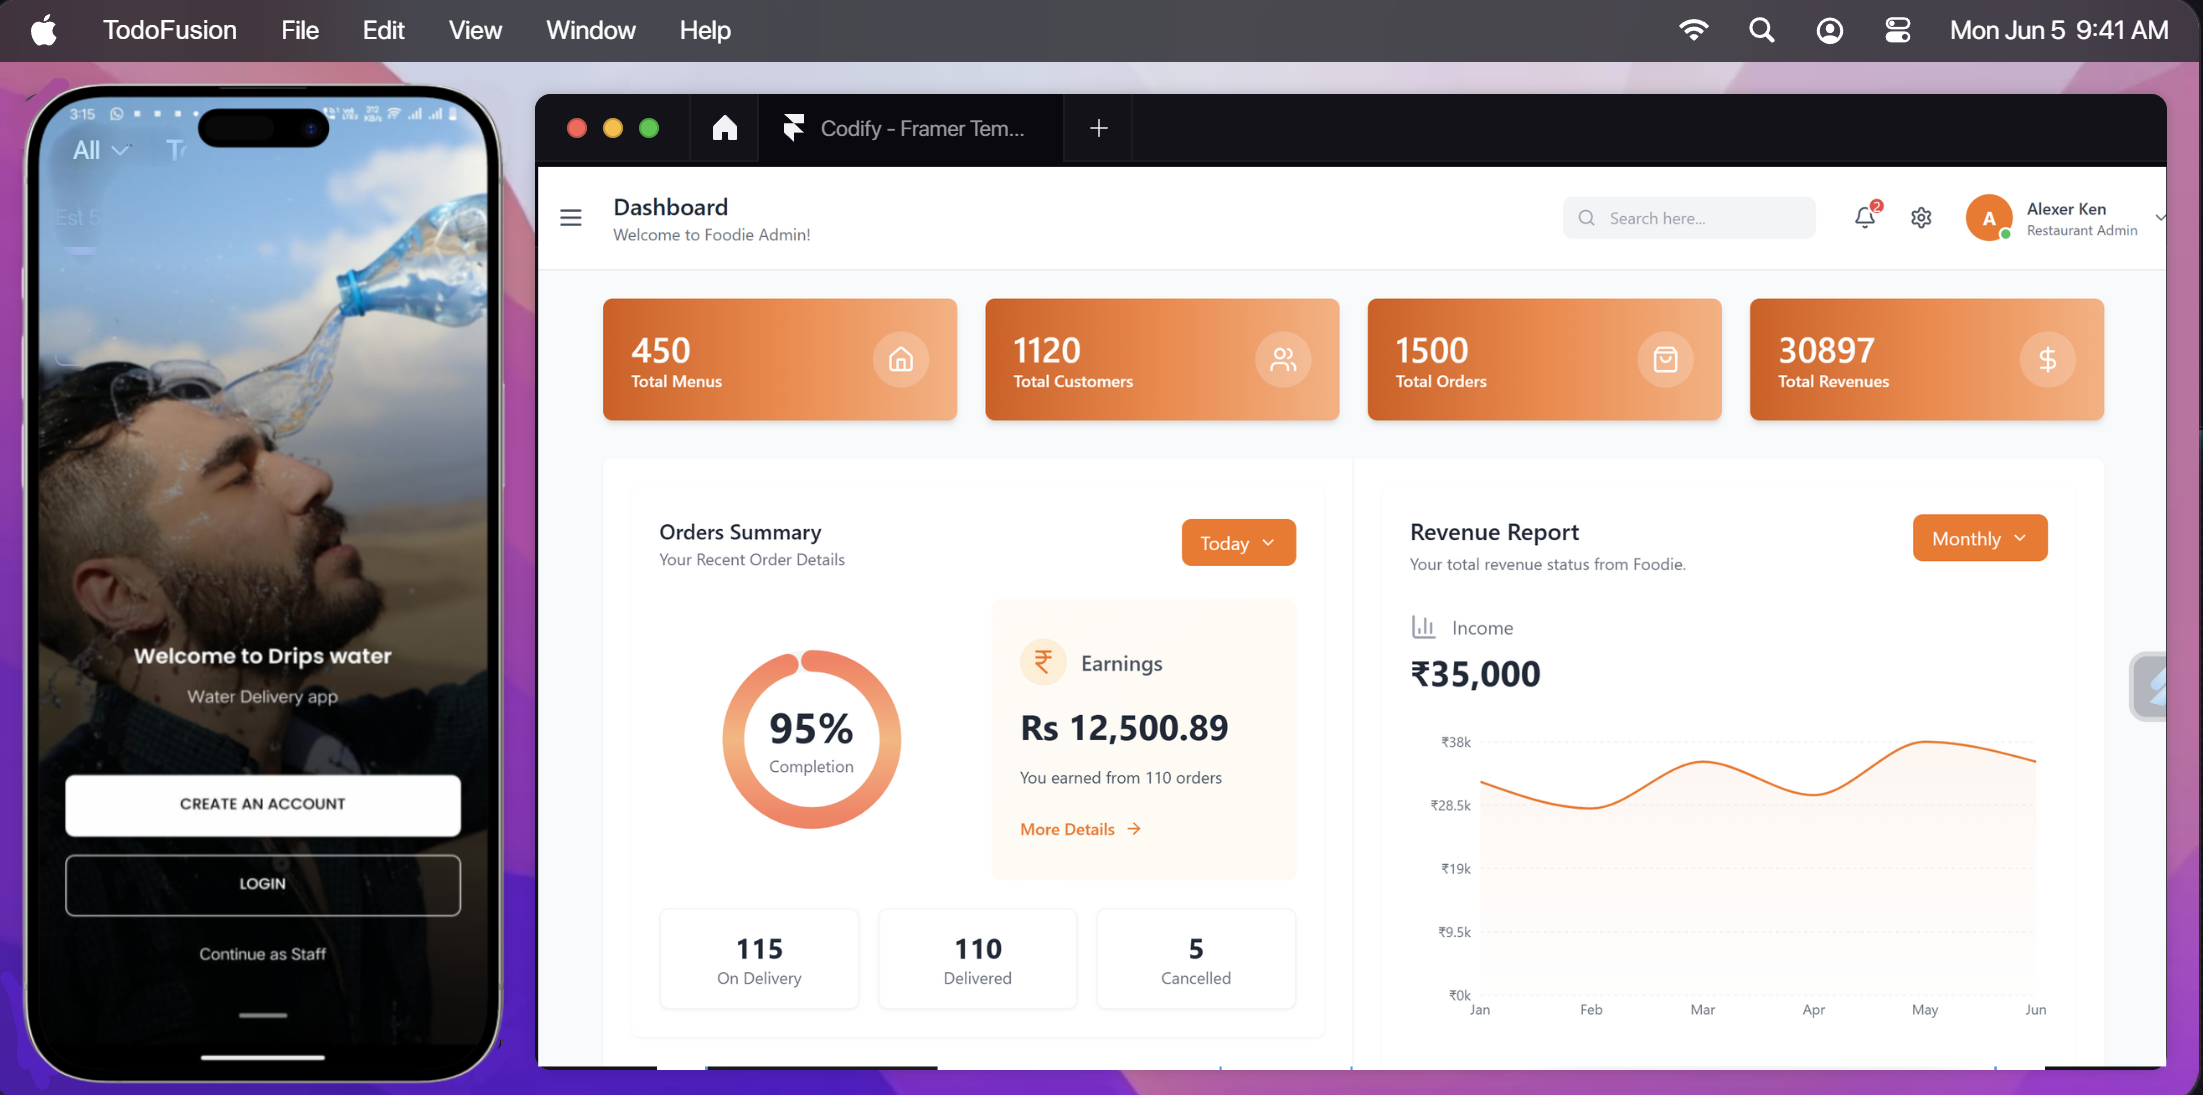 TodoFusion File Edit View Window Help
Mon Jun 5 9:41 AM
3:15
All
Est 5
Welcome to Drips water
Water Delivery app
CREATE AN ACCOUNT
LOGIN
Continue as Staff
Codify - Framer Tem...
Dashboard
Welcome to Foodie Admin!
Search here...
2
A
Alexer Ken
Restaurant Admin
450
Total Menus
1120
Total Customers
1500
Total Orders
30897
Total Revenues
Orders Summary
Your Recent Order Details
Today
95%
Completion
₹
Earnings
Rs 12,500.89
You earned from 110 orders
More Details
115
On Delivery
110
Delivered
5
Cancelled
Revenue Report
Your total revenue status from Foodie.
Monthly
Income
₹35,000
₹38k
₹28.5k
₹19k
₹9.5k
₹0k
Jan Feb Mar Apr May Jun